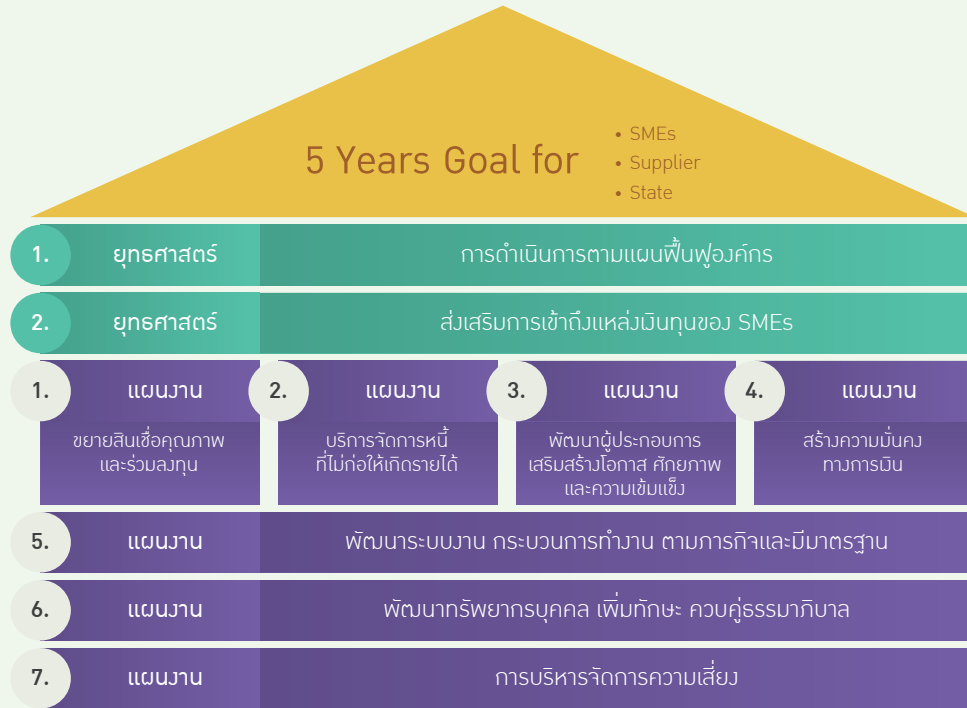 5 Years Goal for
• SMEs
• Supplier
• State
1. ยุทธศาสตร์ การดำเนินการตามแผนฟื้นฟูองค์กร
2. ยุทธศาสตร์ ส่งเสริมการเข้าถึงแหล่งเงินทุนของ SMEs
1. แผนงาน
ขยายสินเชื่อคุณภาพ
และร่วมลงทุน
2. แผนงาน
บริการจัดการหนี้
ที่ไม่ก่อให้เกิดรายได้
3. แผนงาน
พัฒนาผู้ประกอบการ
เสริมสร้างโอกาส ศักยภาพ
และความเข้มแข็ง
4. แผนงาน
สร้างความมั่นคง
ทางการเงิน
5. แผนงาน พัฒนาระบบงาน กระบวนการทำงาน ตามภารกิจและมีมาตรฐาน
6. แผนงาน พัฒนาทรัพยากรบุคคล เพิ่มทักษะ ควบคู่ธรรมาภิบาล
7. แผนงาน การบริหารจัดการความเสี่ยง